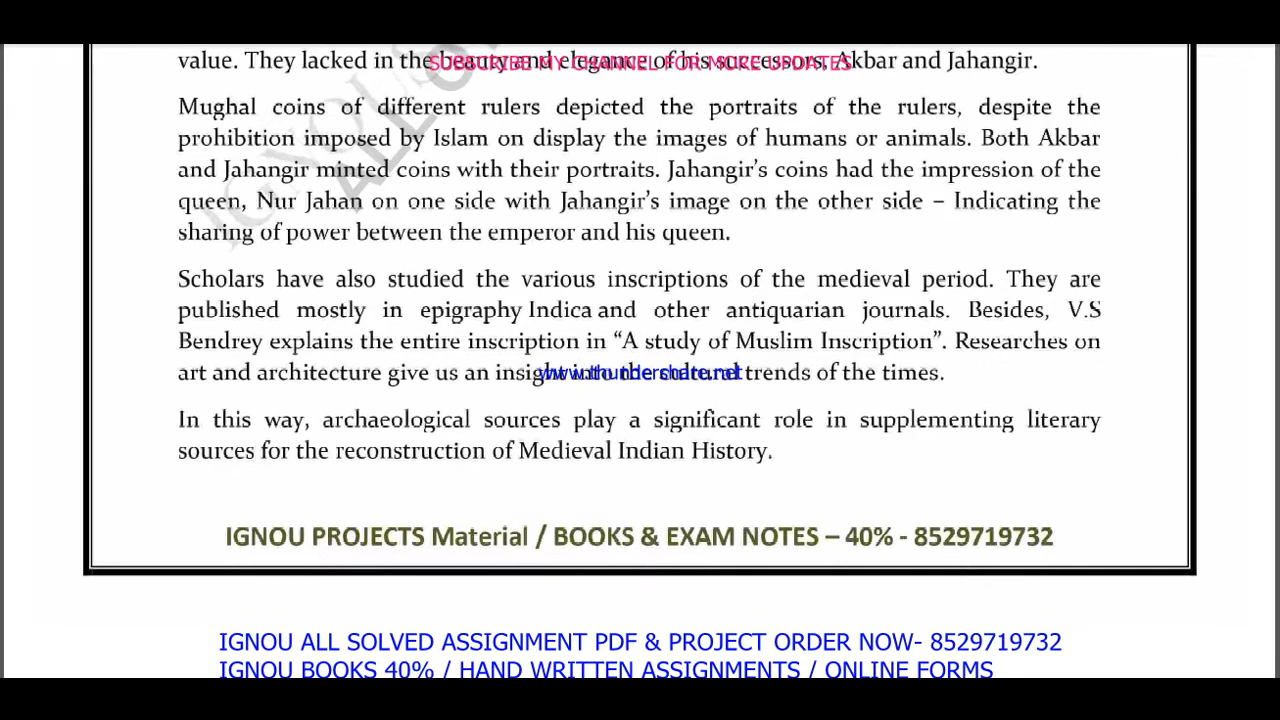 value. They lacked in the beauty and elegance of his successors, Akbar and Jahangir.
SUBSCRIBE MY CHANNEL FOR MORE UPDATES
Mughal coins of different rulers depicted the portraits of the rulers, despite the
prohibition imposed by Islam on display the images of humans or animals. Both Akbar
and Jahangir minted coins with their portraits. Jahangir’s coins had the impression of the
queen, Nur Jahan on one side with Jahangir’s image on the other side – Indicating the
sharing of power between the emperor and his queen.
Scholars have also studied the various inscriptions of the medieval period. They are
published mostly in epigraphy Indica and other antiquarian journals. Besides, V.S
Bendrey explains the entire inscription in “A study of Muslim Inscription”. Researches on
art and architecture give us an insight into the cultural trends of the times.
www.thundershare.net
In this way, archaeological sources play a significant role in supplementing literary
sources for the reconstruction of Medieval Indian History.
IGNOU PROJECTS Material / BOOKS & EXAM NOTES – 40% - 8529719732
IGNOU ALL SOLVED ASSIGNMENT PDF & PROJECT ORDER NOW- 8529719732
IGNOU BOOKS 40% / HAND WRITTEN ASSIGNMENTS / ONLINE FORMS